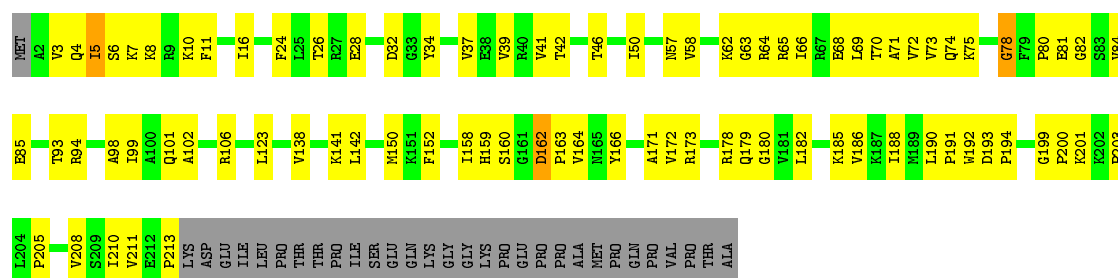 MET A2 V3 Q4 I5 S6 K7 K8 R9 K10 F11 I16 F24 L25 T26 R27 E28 D32 G33 Y34 V37 E38 V39 R40 V41 T42 T46 I50 N57 V58 K62 G63 R64 R65 I66 R67 E68 L69 T70 A71 V72 V73 Q74 K75 G78 F79 P80 E81 G82 S83 V84
E85 T93 R94 A98 I99 A100 Q101 A102 R106 L123 V138 K141 L142 M150 K151 F152 I158 H159 S160 G161 D162 P163 V164 N165 Y166 A171 V172 R173 R178 Q179 G180 V181 L182 K185 V186 K187 I188 M189 L190 P191 W192 D193 P194 G199 P200 K201 K202 P203
L204 P205 V208 S209 I210 V211 E212 P213 LYS ASP GLU ILE LEU PRO THR THR PRO ILE SER GLU GLN LYS GLY GLY LYS PRO GLU PRO PRO ALA MET PRO GLN PRO PRO VAL PRO THR ALA